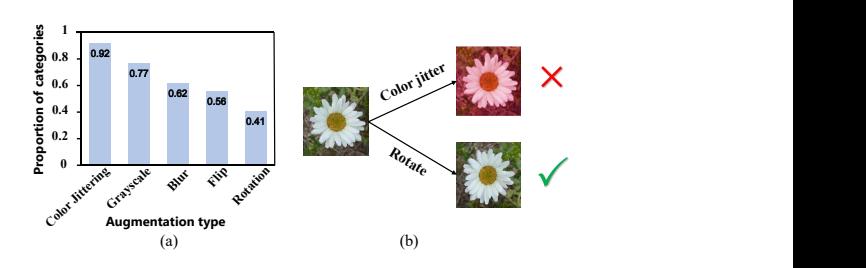 Proportion of categories
1
0.8
0.6
0.4
0.2
0
0.92
0.77
0.62
0.56
0.41
Color Jittering
Grayscale
Blur
Flip
Rotation
Augmentation type
(a)
Color jitter
Rotate
(b)